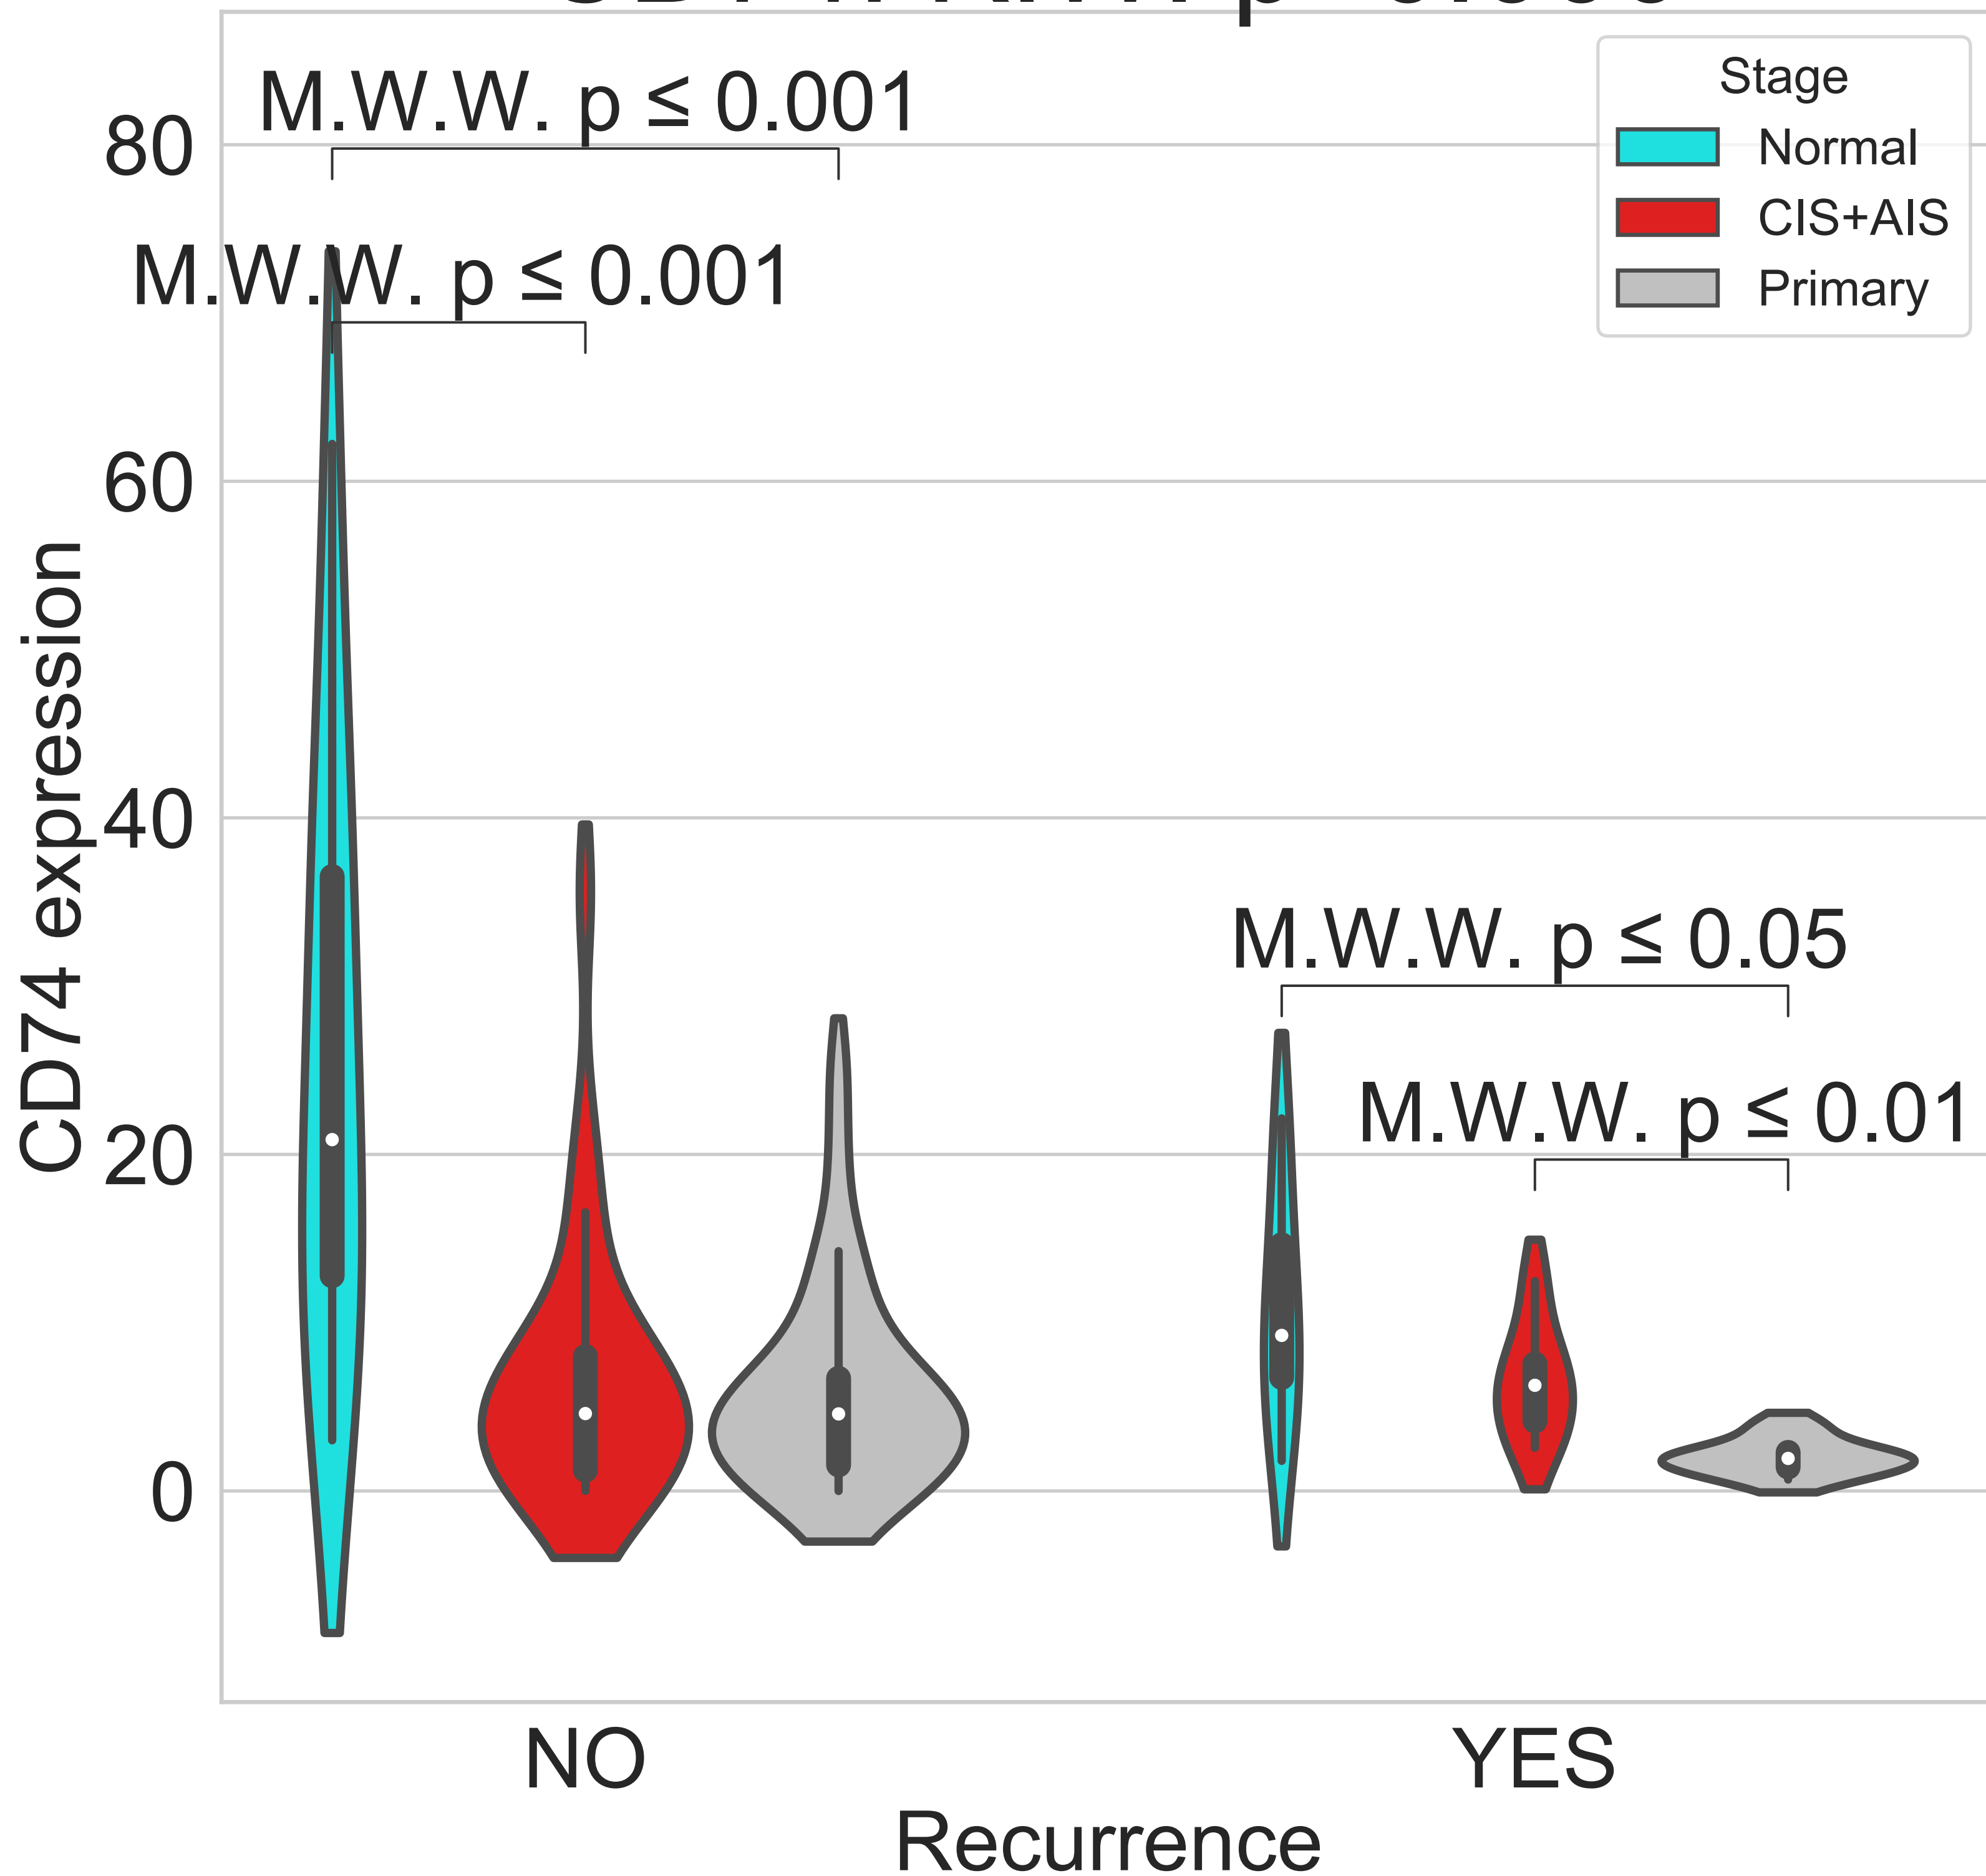 M.W.W. p ≤ 0.001
M.W.W. p ≤ 0.001
M.W.W. p ≤ 0.05
M.W.W. p ≤ 0.01
Stage
Normal
CIS+AIS
Primary
CD74 expression
80
60
40
20
0
NO
YES
Recurrence